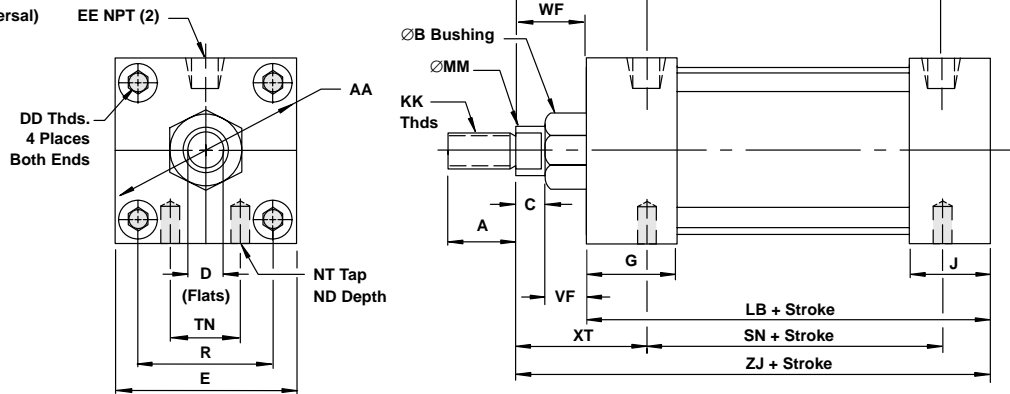 ersal)
EE NPT (2)
AA
DD Thds.
4 Places
Both Ends
D
(Flats)
TN
R
E
NT Tap
ND Depth
WF
∅B Bushing
∅MM
KK
Thds
C
A
G
J
VF
LB + Stroke
XT
SN + Stroke
ZJ + Stroke